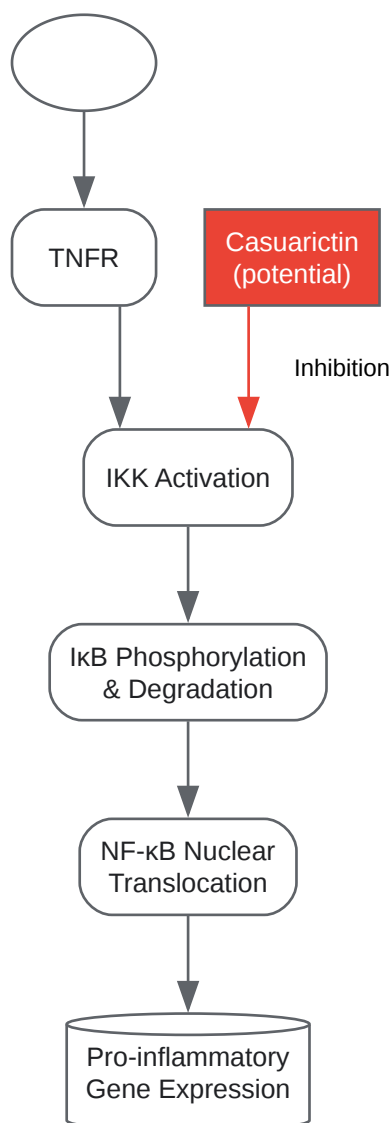 TNFR
Casuarictin
(potential)
Inhibition
IKK Activation
IκB Phosphorylation
& Degradation
NF-κB Nuclear
Translocation
Pro-inflammatory
Gene Expression